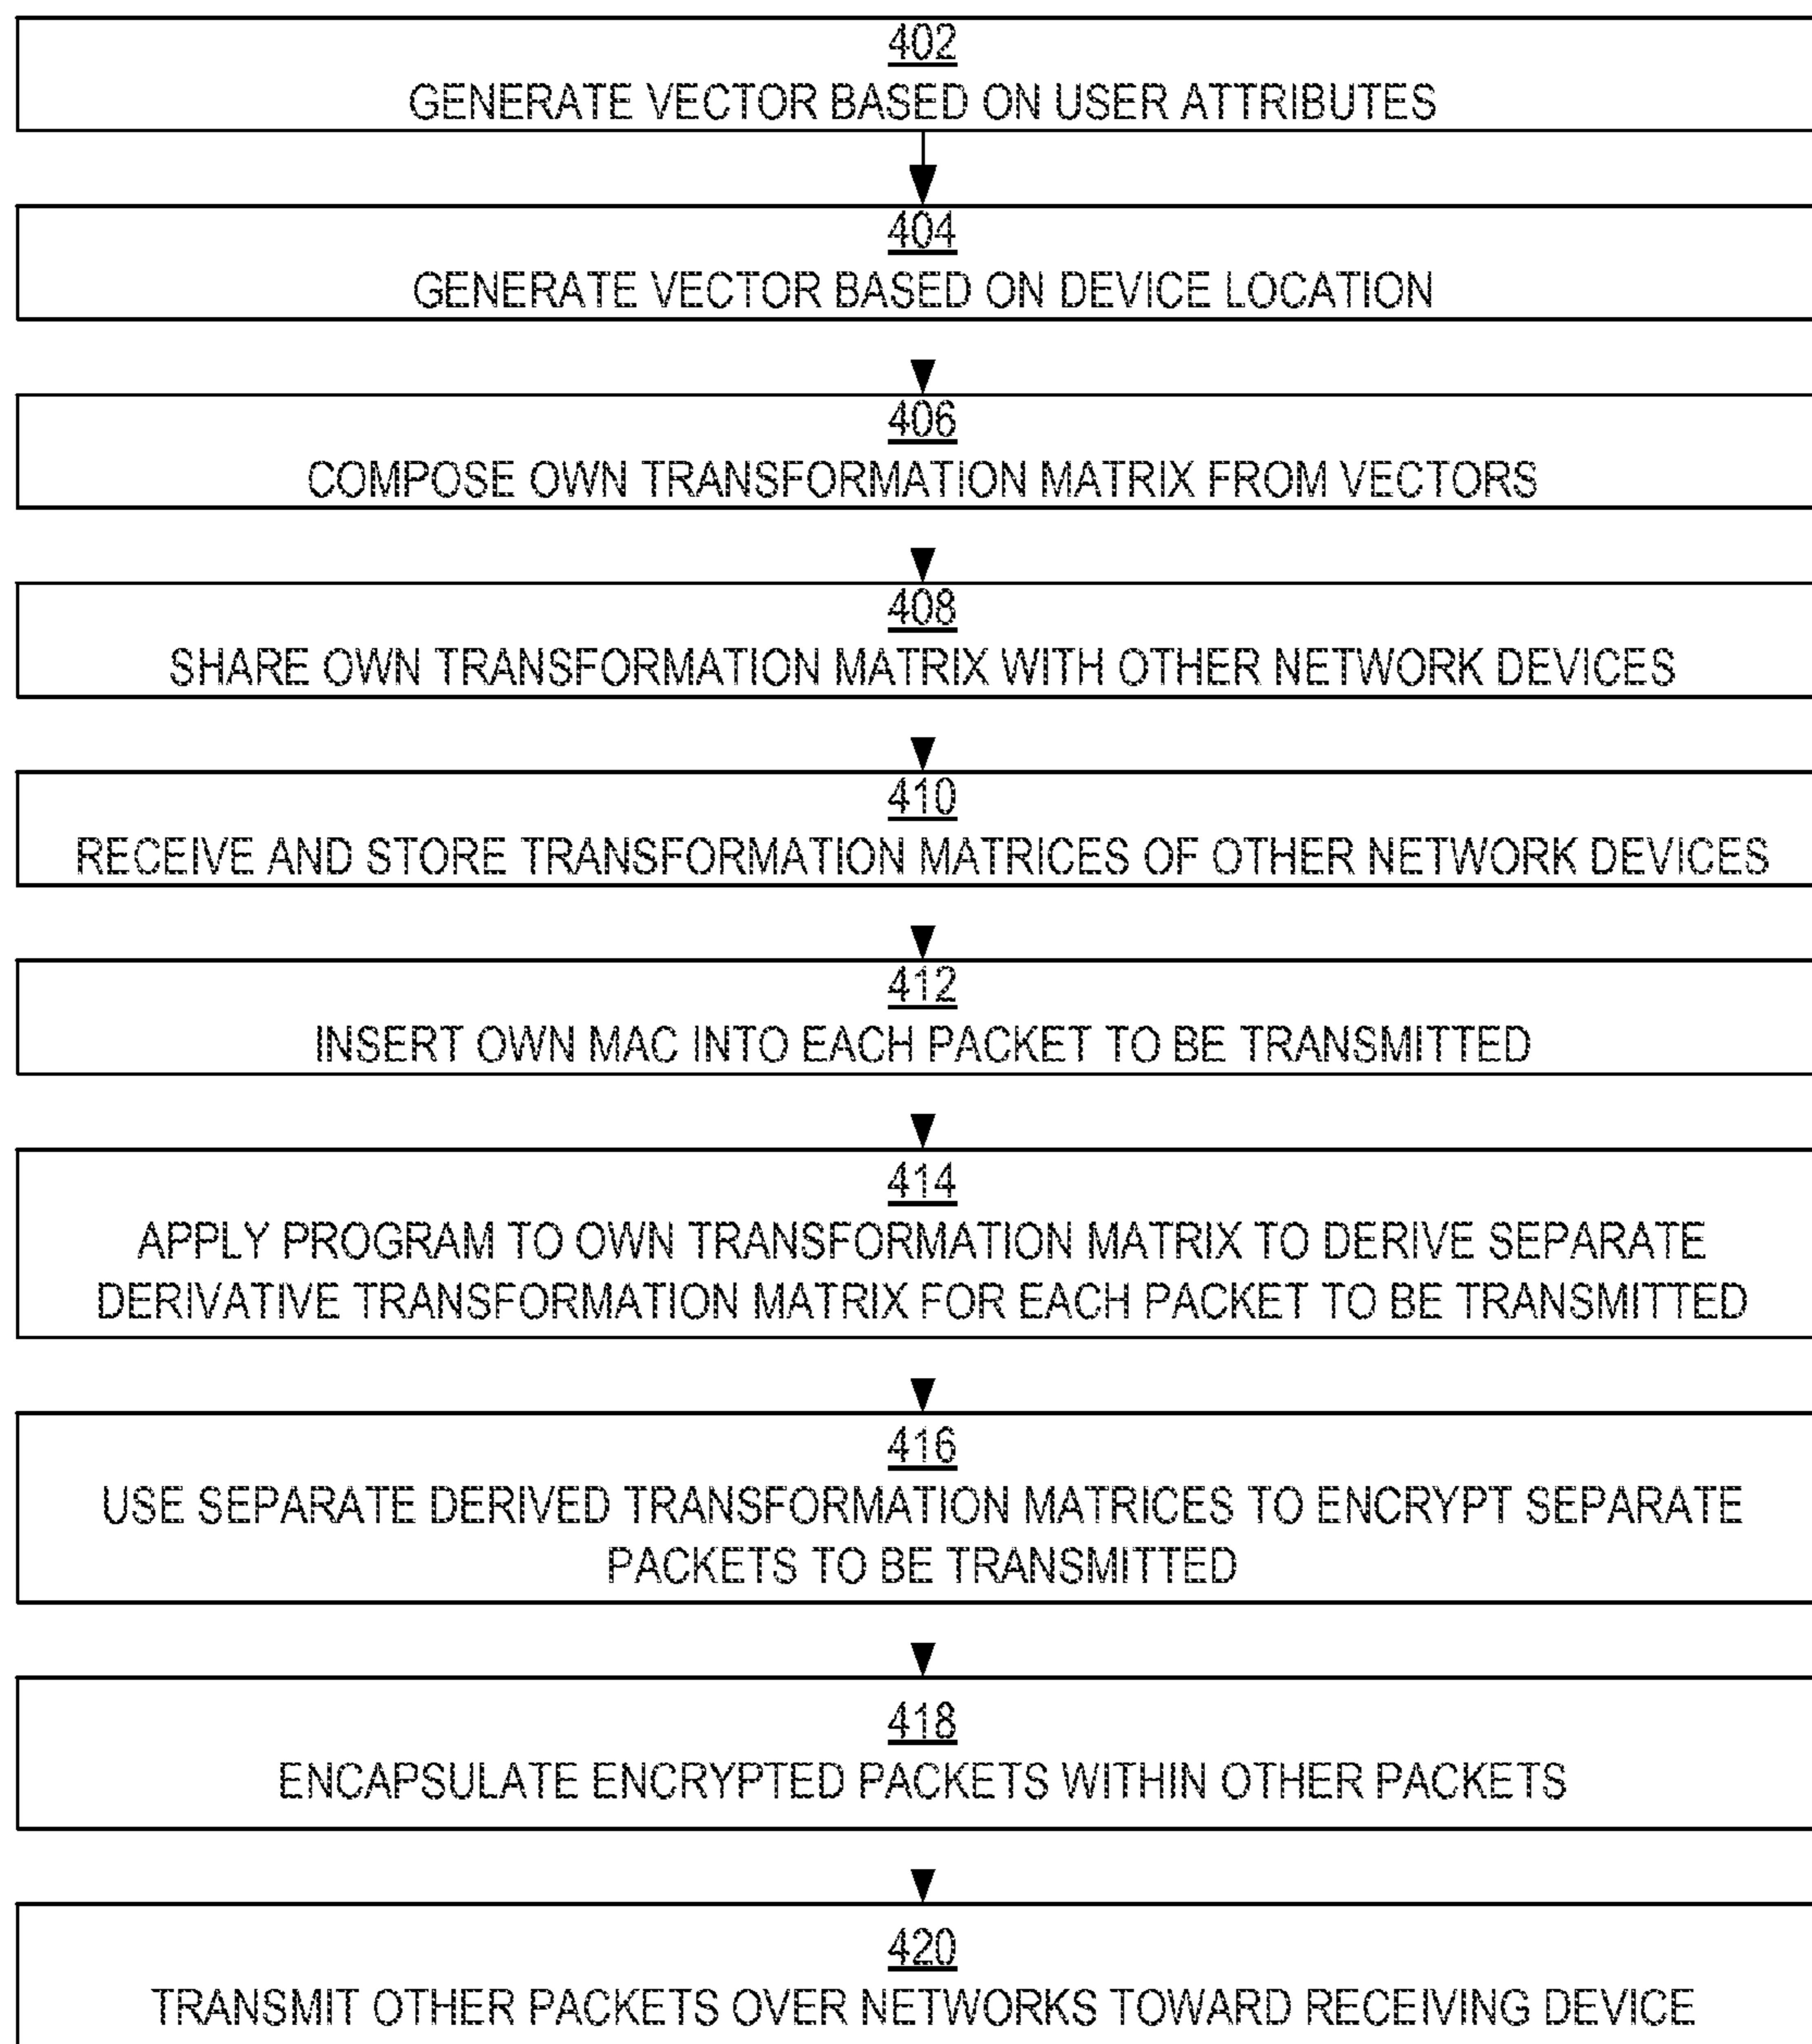 402
GENERATE VECTOR BASED ON USER ATTRIBUTES
404
GENERATE VECTOR BASED ON DEVICE LOCATION
406
COMPOSE OWN TRANSFORMATION MATRIX FROM VECTORS
408
SHARE OWN TRANSFORMATION MATRIX WITH OTHER NETWORK DEVICES
410
RECEIVE AND STORE TRANSFORMATION MATRICES OF OTHER NETWORK DEVICES
412
INSERT OWN MAC INTO EACH PACKET TO BE TRANSMITTED
414
APPLY PROGRAM TO OWN TRANSFORMATION MATRIX TO DERIVE SEPARATE
DERIVATIVE TRANSFORMATION MATRIX FOR EACH PACKET TO BE TRANSMITTED
416
USE SEPARATE DERIVED TRANSFORMATION MATRICES TO ENCRYPT SEPARATE
PACKETS TO BE TRANSMITTED
418
ENCAPSULATE ENCRYPTED PACKETS WITHIN OTHER PACKETS
420
TRANSMIT OTHER PACKETS OVER NETWORKS TOWARD RECEIVING DEVICE